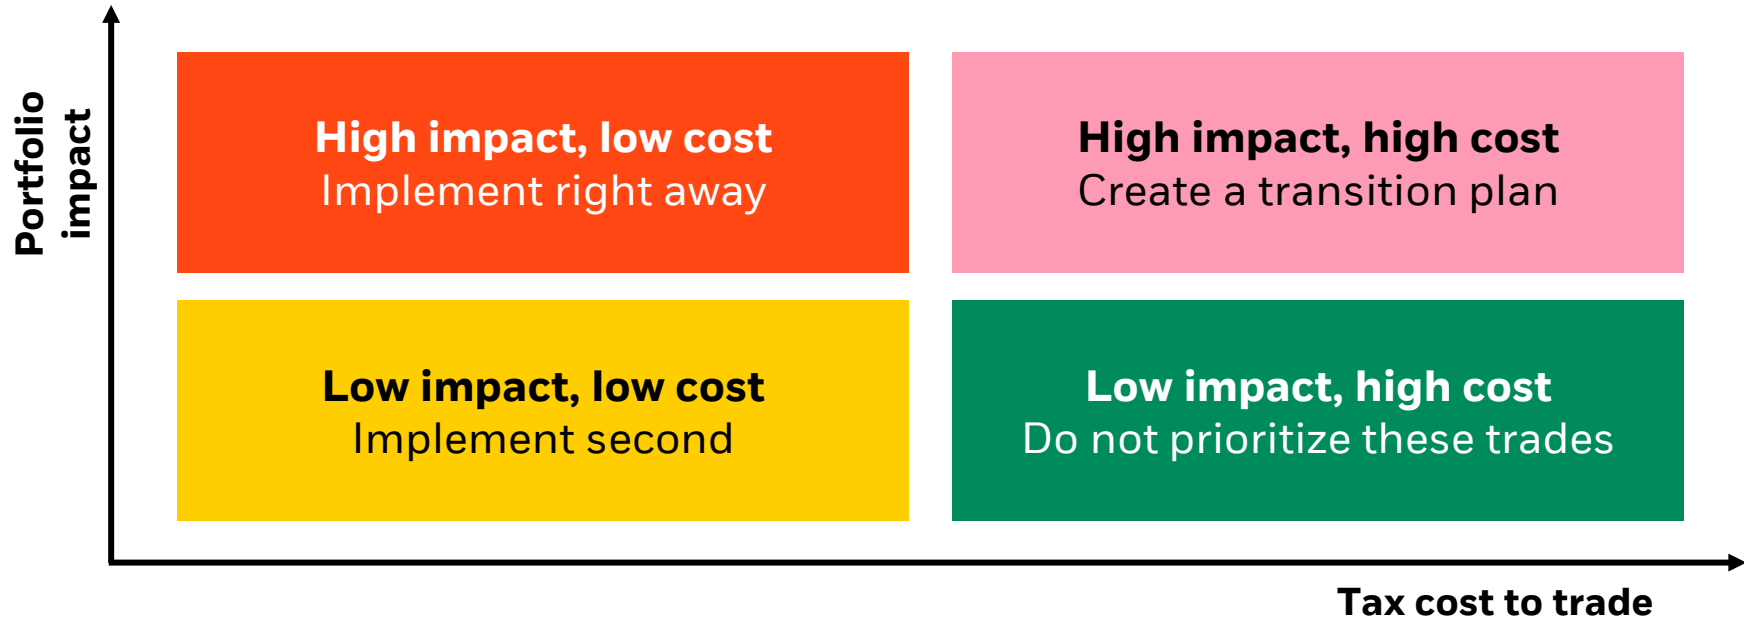 Portfolio
impact
High impact, low cost
Implement right away
High impact, high cost
Create a transition plan
Low impact, low cost
Implement second
Low impact, high cost
Do not prioritize these trades
Tax cost to trade